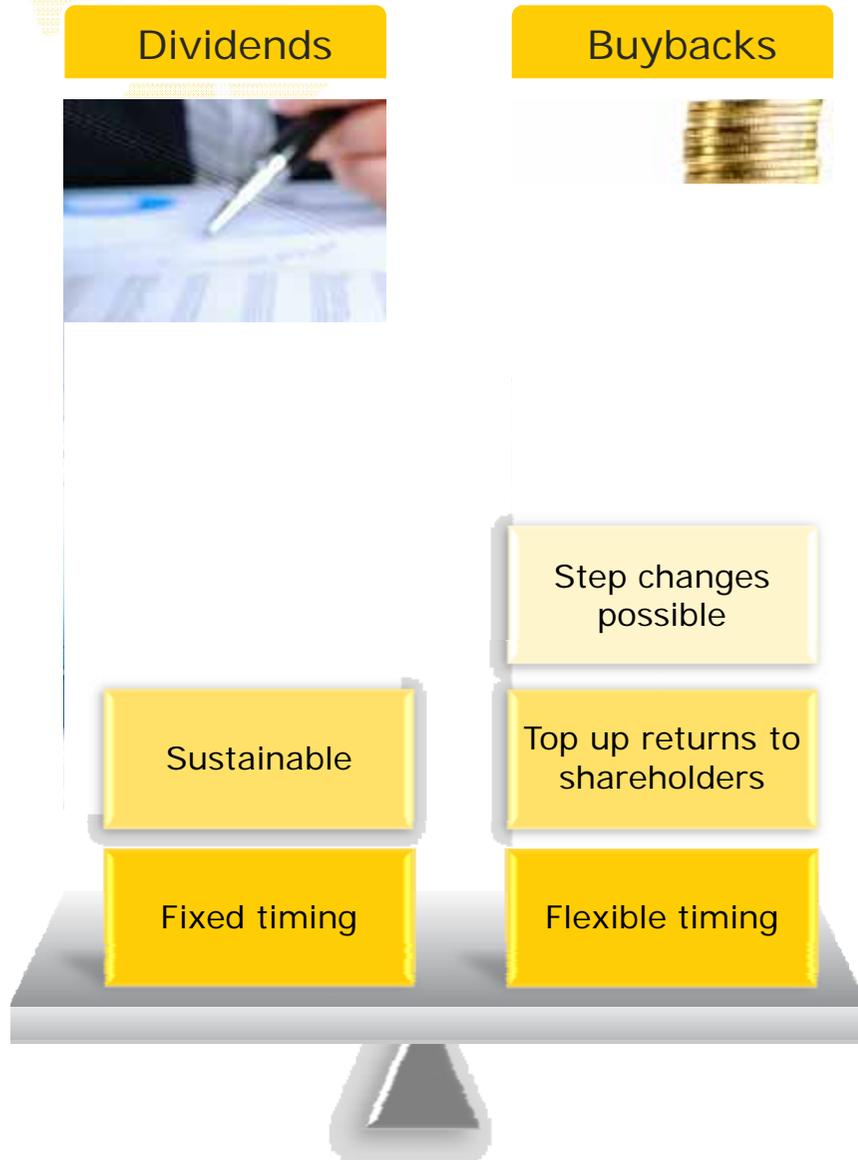 Dividends
Buybacks
Step changes
possible
Sustainable
Top up returns to
shareholders
Fixed timing
Flexible timing